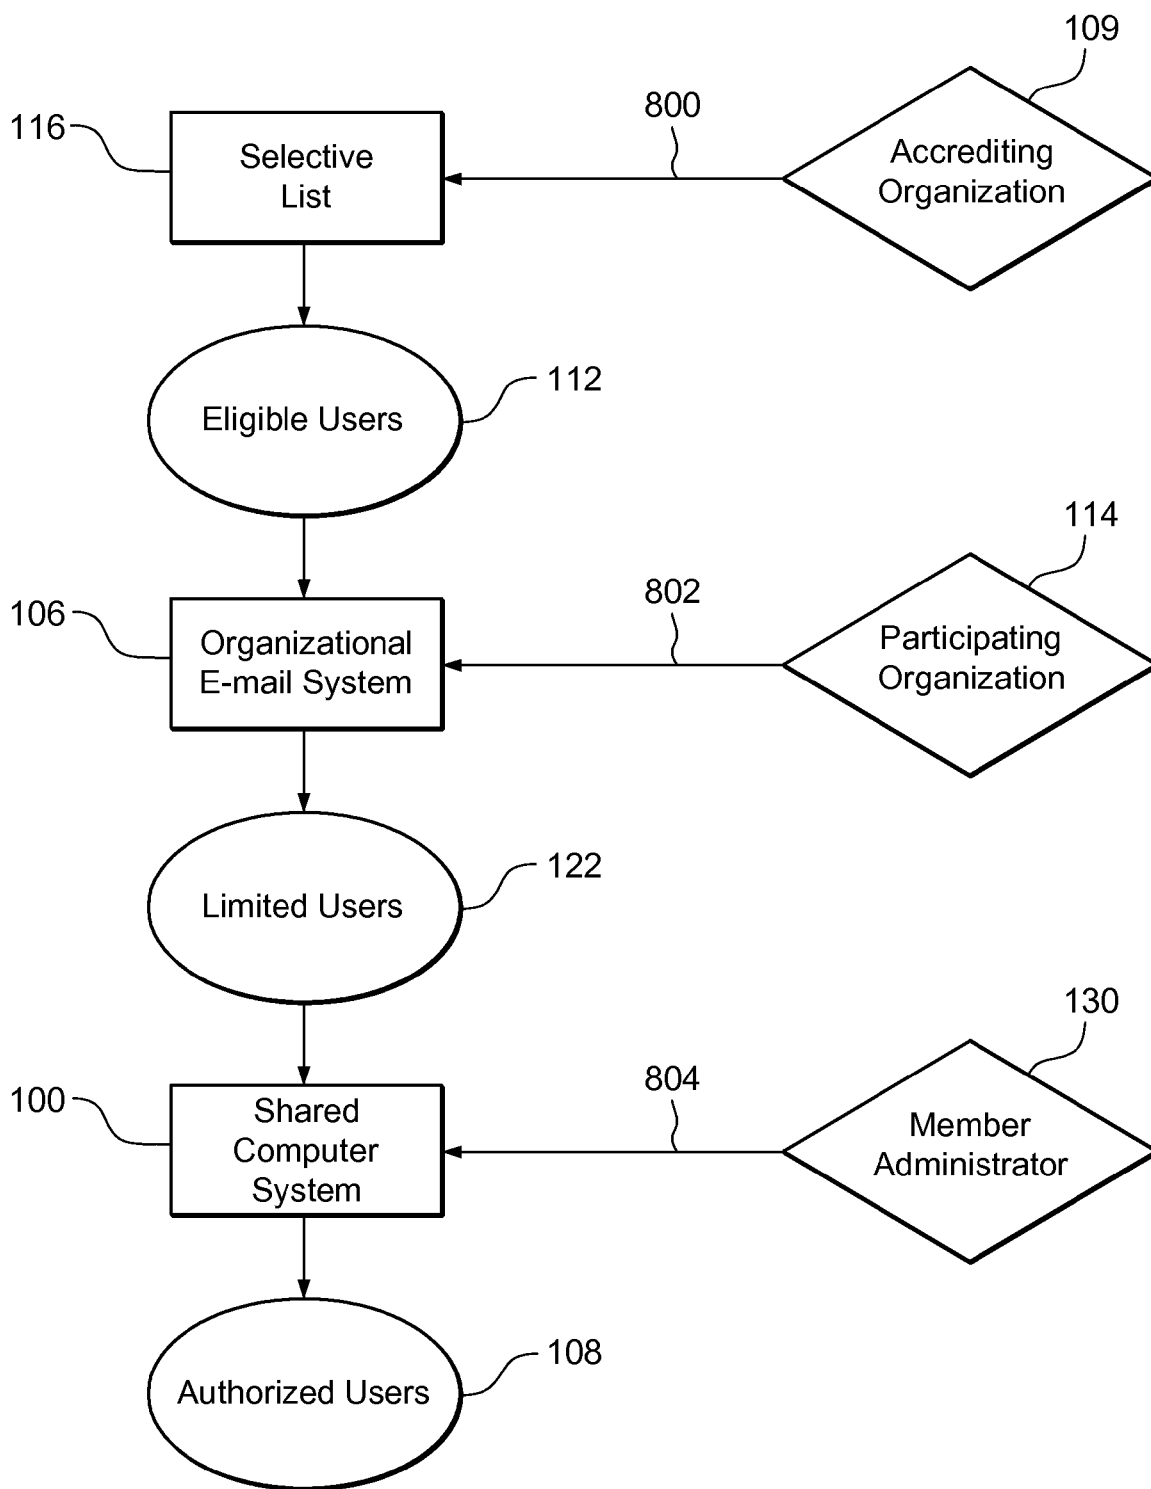 109
800
116
Selective
List
Accrediting
Organization
112
Eligible Users
114
802
106
Organizational
E-mail System
Participating
Organization
122
Limited Users
130
804
100
Shared
Computer
System
Member
Administrator
108
Authorized Users